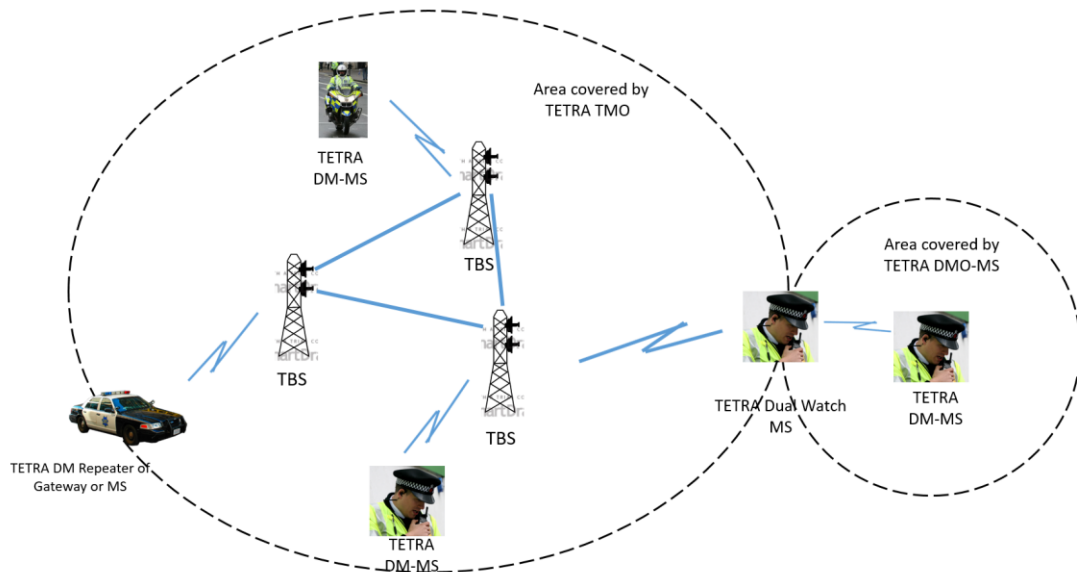 Area covered by
TETRA TMO
TETRA
DM-MS
TBS
Area covered by
TETRA DMO-MS
TBS
TBS
TETRA Dual Watch
MS
TETRA
DM-MS
TETRA DM Repeater of
Gateway or MS
TETRA
DM-MS